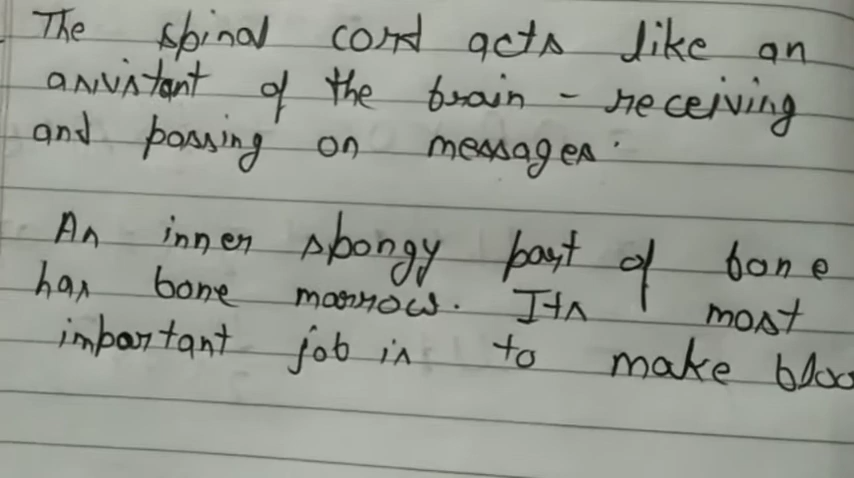 The spinal cord acts like an
assistant of the brain - receiving
and passing on messages.
An inner spongy part of bone
has bone marrow. Its most
important job is to make bloo